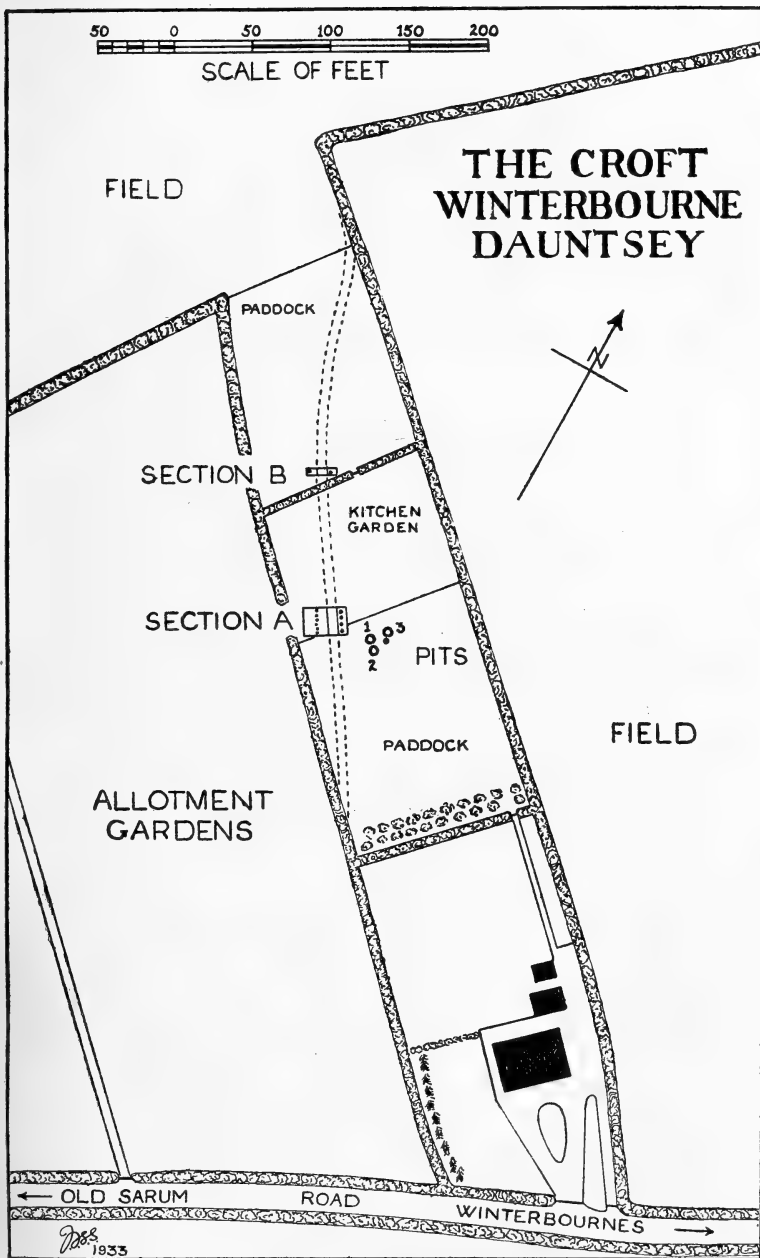 50 0 50 100 150 200
SCALE OF FEET
THE CROFT
WINTERBOURNE
DAUNTSEY
FIELD
PADDOCK
N
SECTION B
KITCHEN
GARDEN
SECTION A
1
3
2
PITS
PADDOCK
FIELD
ALLOTMENT
GARDENS
← OLD SARUM ROAD WINTERBOURNES →
1933